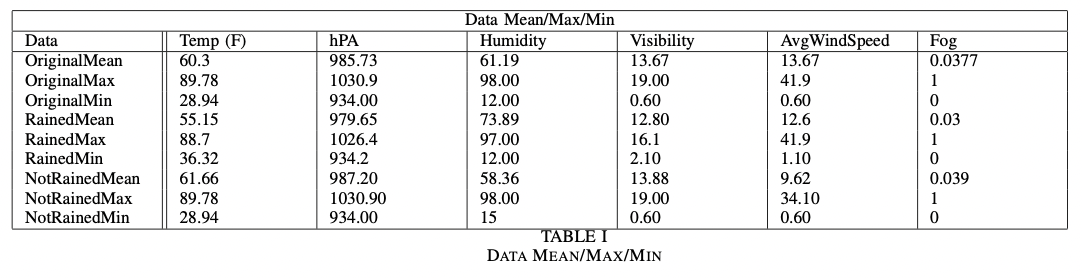 Data Mean/Max/Min
Data Temp (F) hPA Humidity Visibility AvgWindSpeed Fog
OriginalMean 60.3 985.73 61.19 13.67 13.67 0.0377
OriginalMax 89.78 1030.9 98.00 19.00 41.9 1
OriginalMin 28.94 934.00 12.00 0.60 0.60 0
RainedMean 55.15 979.65 73.89 12.80 12.6 0.03
RainedMax 88.7 1026.4 97.00 16.1 41.9 1
RainedMin 36.32 934.2 12.00 2.10 1.10 0
NotRainedMean 61.66 987.20 58.36 13.88 9.62 0.039
NotRainedMax 89.78 1030.90 98.00 19.00 34.10 1
NotRainedMin 28.94 934.00 15 0.60 0.60 0
TABLE I
DATA MEAN/MAX/MIN